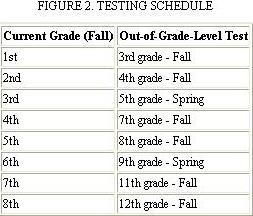 FIGURE 2. TESTING SCHEDULE
Current Grade (Fall) Out-of-Grade-Level Test
1st 3rd grade - Fall
2nd 4th grade - Fall
3rd 5th grade - Spring
4th 7th grade - Fall
5th 8th grade - Fall
6th 9th grade - Spring
7th 11th grade - Fall
8th 12th grade - Fall